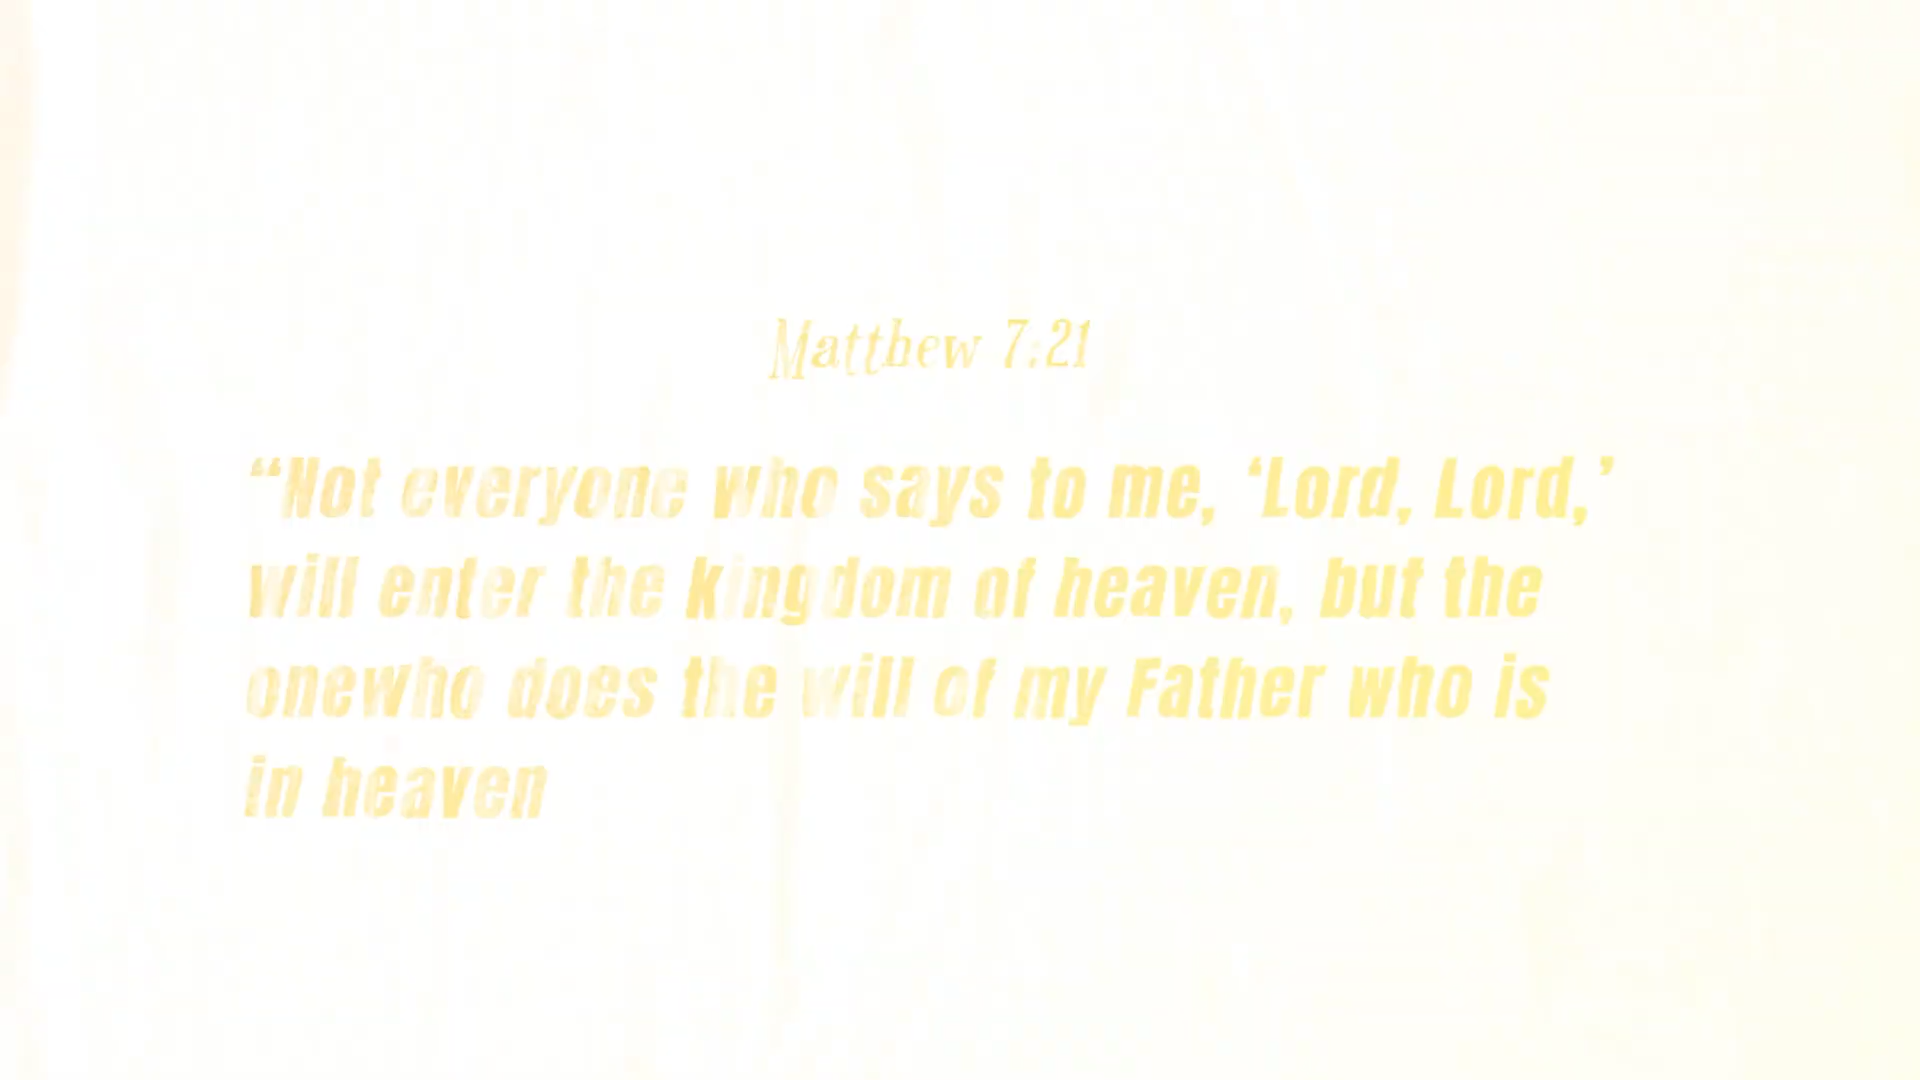 Matthew 7:21
“Not everyone who says to me, ‘Lord, Lord,’
will enter the kingdom of heaven, but the
onewho does the will of my Father who is
in heaven